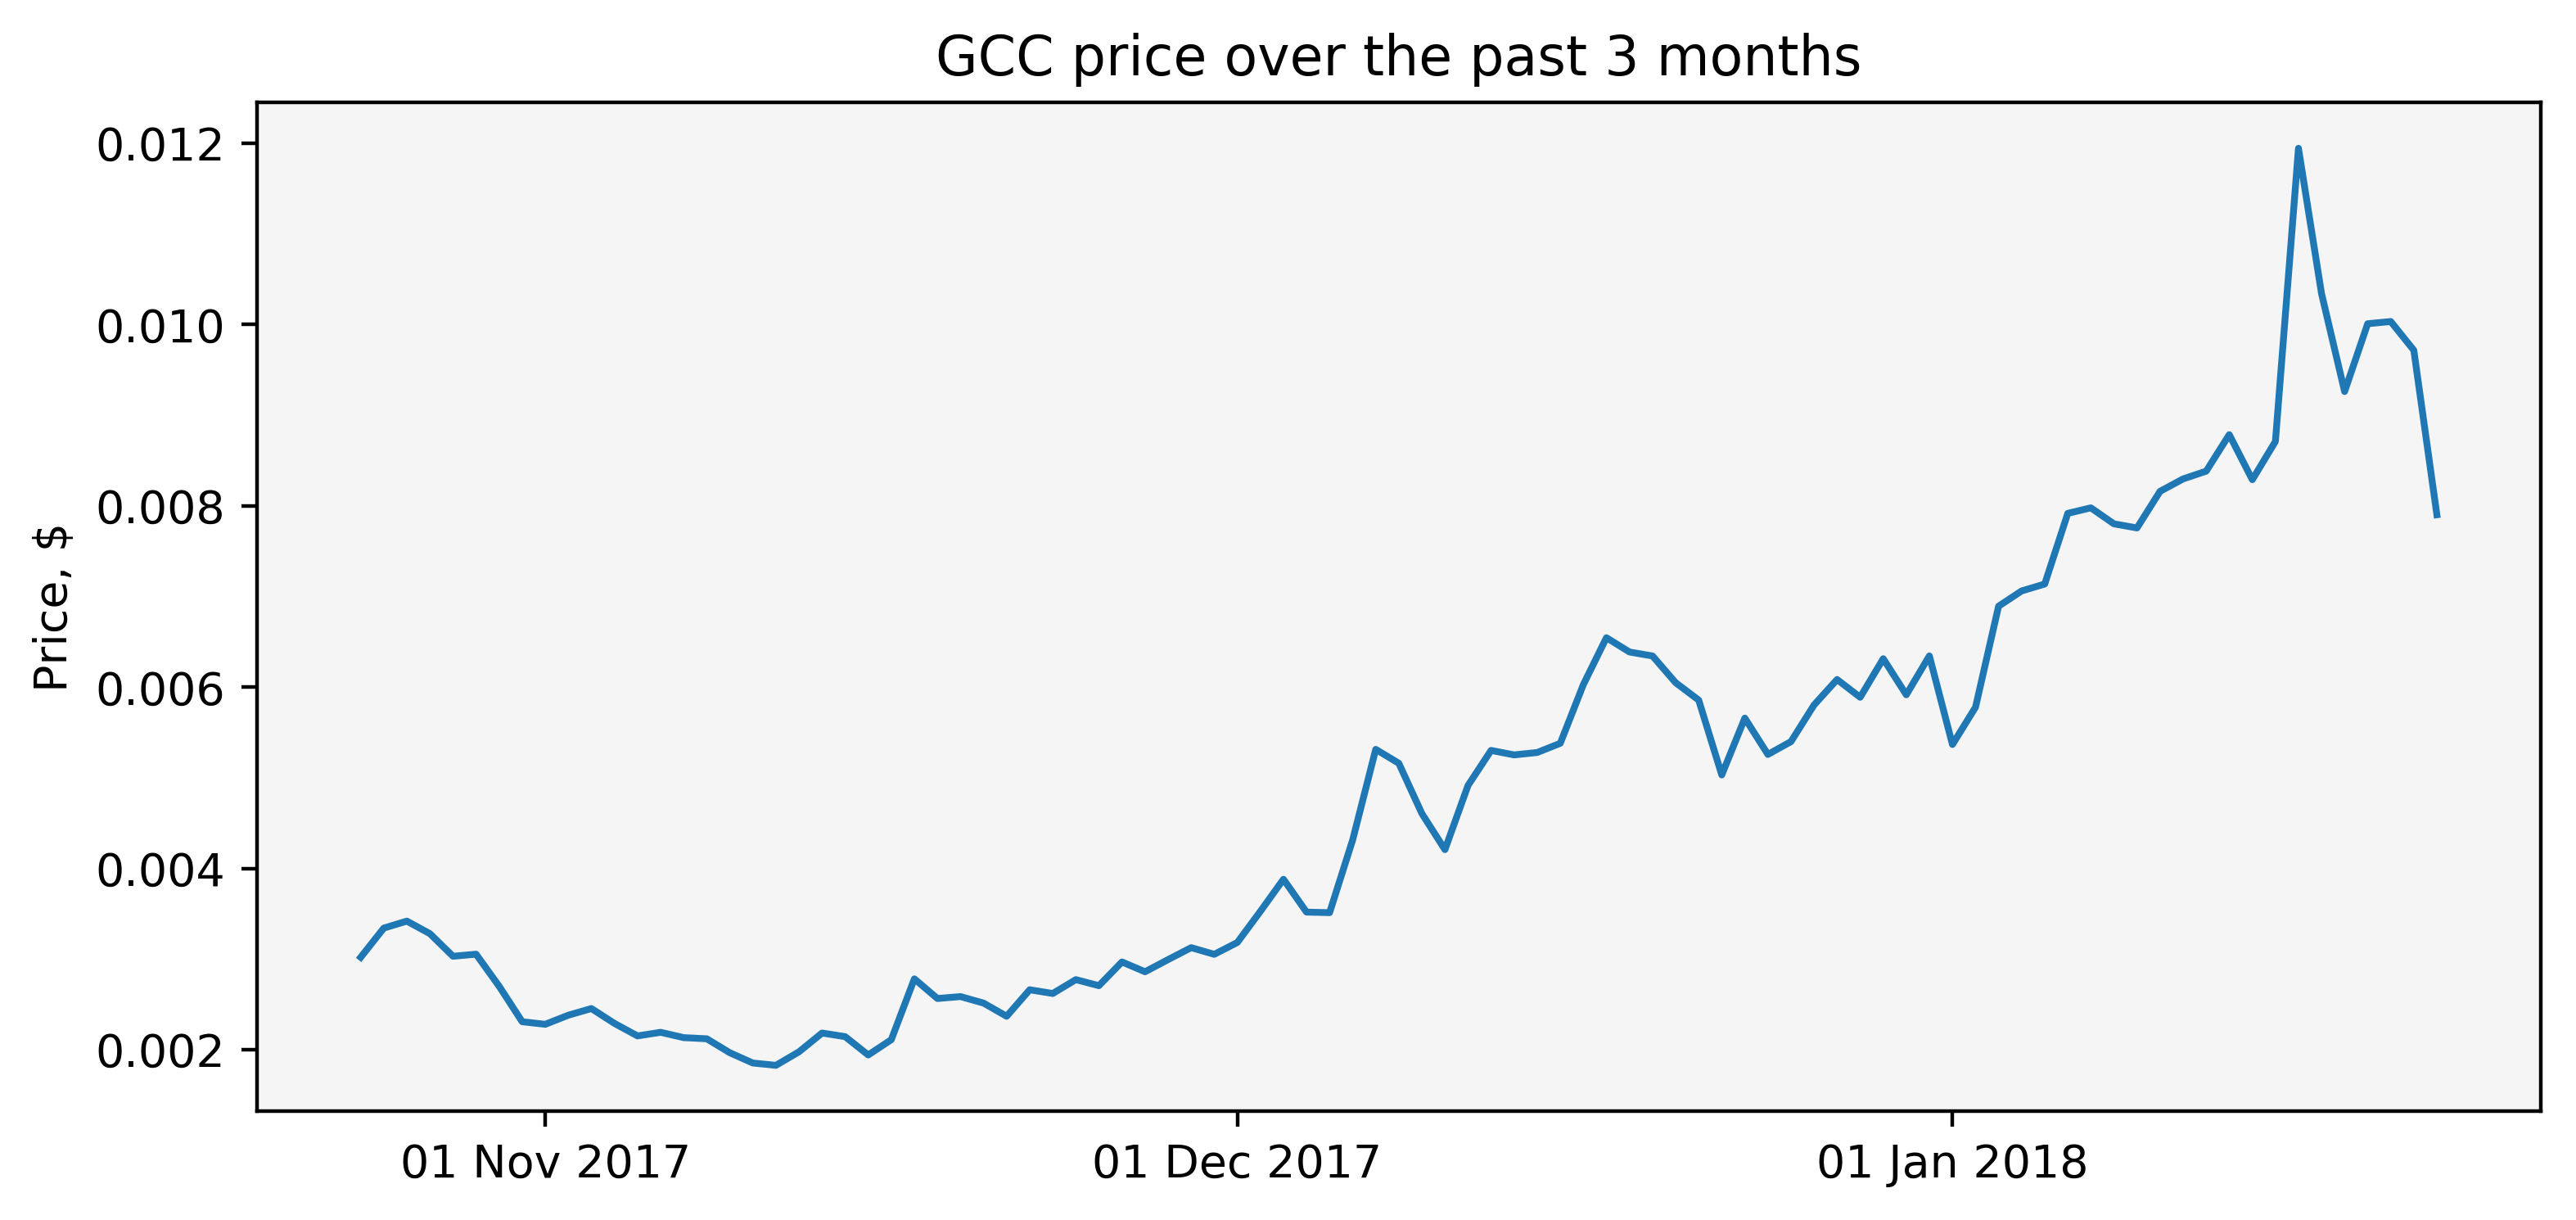 GCC price over the past 3 months
Price, $
0.012
0.010
0.008
0.006
0.004
0.002
01 Nov 2017
01 Dec 2017
01 Jan 2018